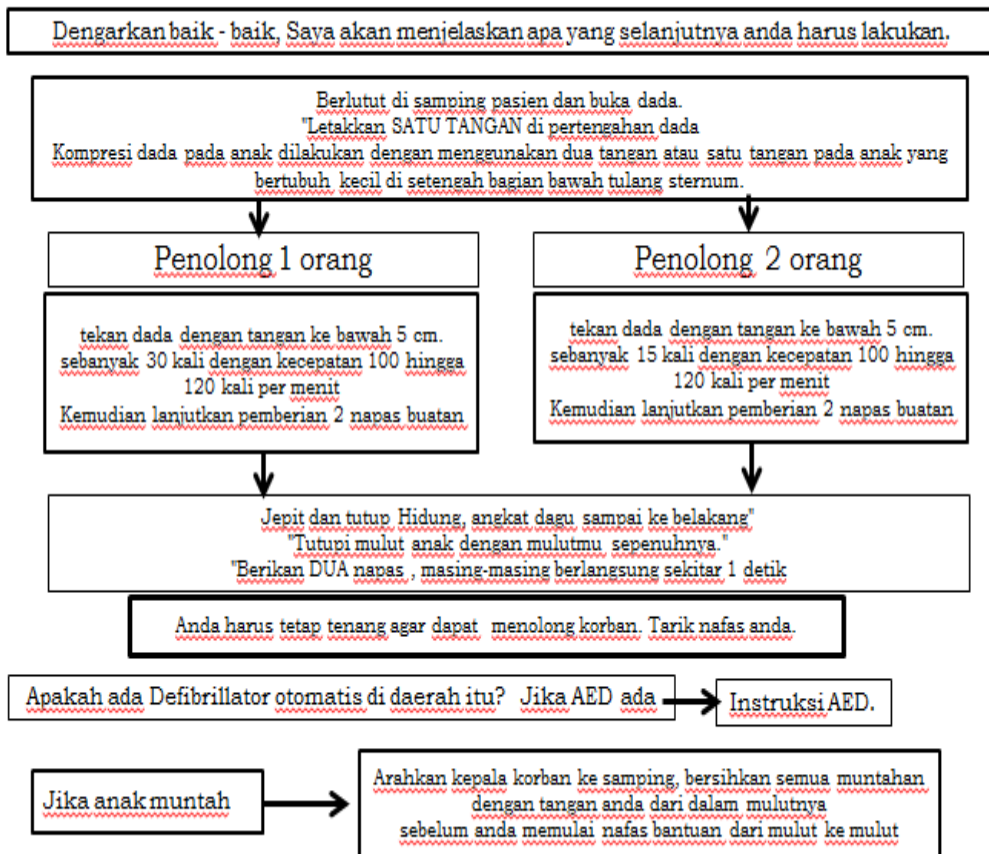 Dengarkan baik - baik, Saya akan menjelaskan apa yang selanjutnya anda harus lakukan.
Berlutut di samping pasien dan buka dada.
"Letakkan SATU TANGAN di pertengahan dada
Kompresi dada pada anak dilakukan dengan menggunakan dua tangan atau satu tangan pada anak yang
bertubuh kecil di setengah bagian bawah tulang sternum.
Penolong 1 orang
tekan dada dengan tangan ke bawah 5 cm.
sebanyak 30 kali dengan kecepatan 100 hingga
120 kali per menit
Kemudian lanjutkan pemberian 2 napas buatan
Penolong 2 orang
tekan dada dengan tangan ke bawah 5 cm.
sebanyak 15 kali dengan kecepatan 100 hingga
120 kali per menit
Kemudian lanjutkan pemberian 2 napas buatan
Jepit dan tutup Hidung, angkat dagu sampai ke belakang"
"Tutupi mulut anak dengan mulutmu sepenuhnya."
"Berikan DUA napas , masing-masing berlangsung sekitar 1 detik
Anda harus tetap tenang agar dapat menolong korban. Tarik nafas anda.
Apakah ada Defibrillator otomatis di daerah itu? Jika AED ada
Instruksi AED.
Jika anak muntah
Arahkan kepala korban ke samping, bersihkan semua muntahan
dengan tangan anda dari dalam mulutnya
sebelum anda memulai nafas bantuan dari mulut ke mulut